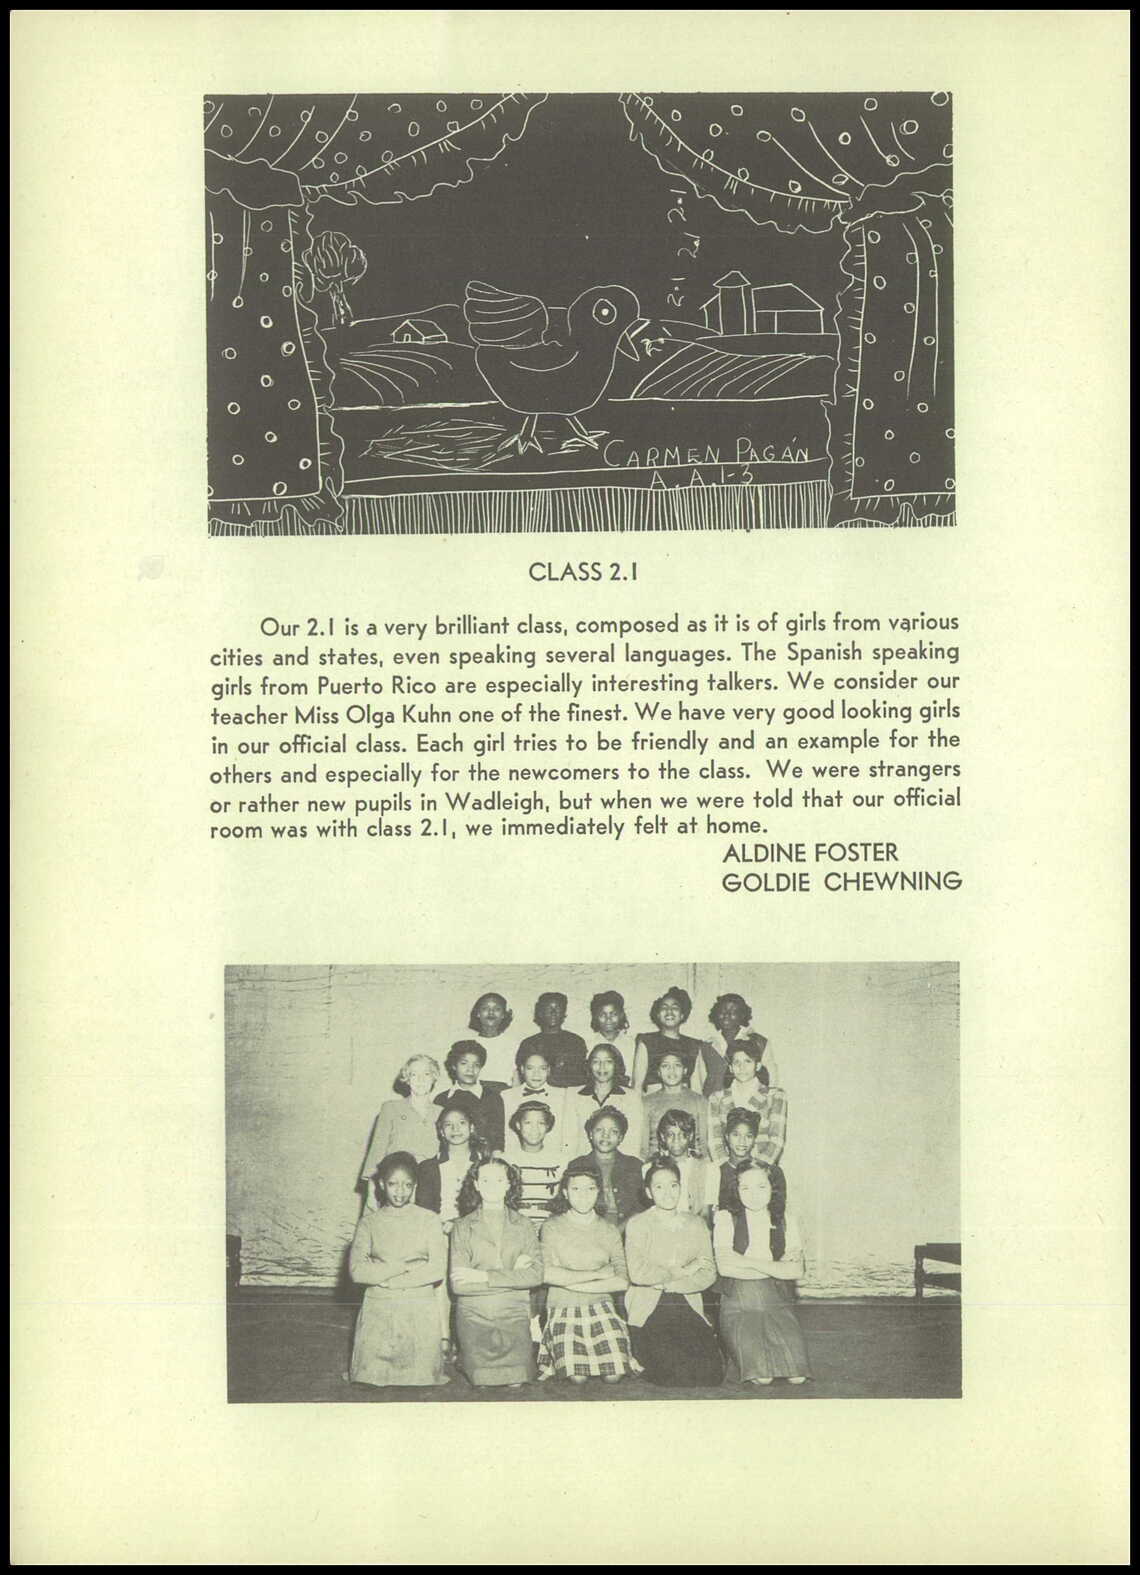 2.1 2.1 2.1 2.1
CARMEN PAGÁN
A.A.1-3
CLASS 2.1
Our 2.1 is a very brilliant class, composed as it is of girls from various
cities and states, even speaking several languages. The Spanish speaking
girls from Puerto Rico are especially interesting talkers. We consider our
teacher Miss Olga Kuhn one of the finest. We have very good looking girls
in our official class. Each girl tries to be friendly and an example for the
others and especially for the newcomers to the class. We were strangers
or rather new pupils in Wadleigh, but when we were told that our official
room was with class 2.1, we immediately felt at home.
ALDINE FOSTER
GOLDIE CHEWNING